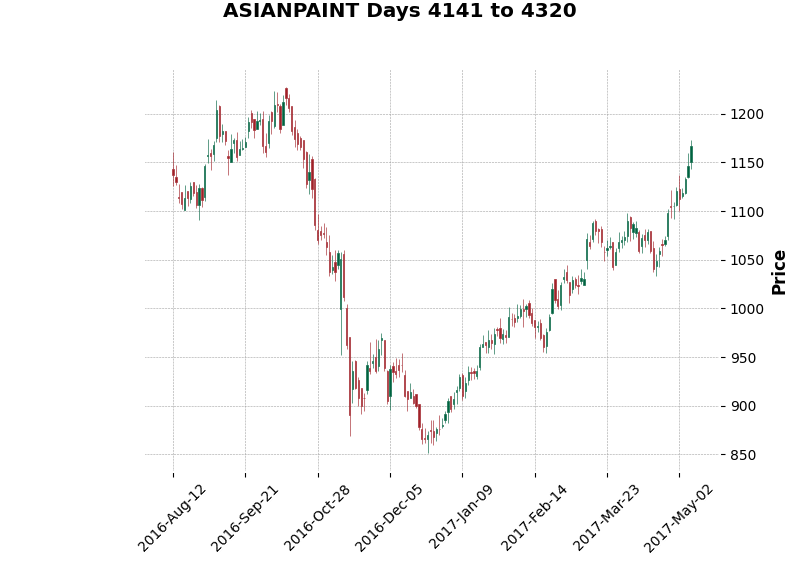 ASIANPAINT Days 4141 to 4320
1200
1150
1100
1050
1000
950
900
850
Price
2016-Aug-12
2016-Sep-21
2016-Oct-28
2016-Dec-05
2017-Jan-09
2017-Feb-14
2017-Mar-23
2017-May-02